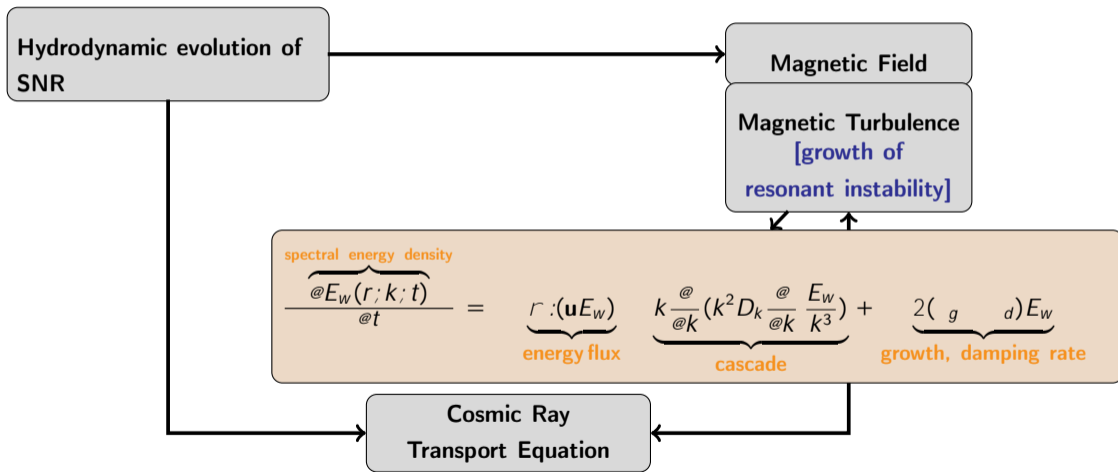 Hydrodynamic evolution of
SNR
Magnetic Field
Magnetic Turbulence
[growth of
resonant instability]
spectral energy density
@E_w(r; k; t)
@t
= r :(uE_w) k @/@k (k^2 D_k @/@k E_w/k^3) + 2( g d)E_w
energy flux
cascade
growth, damping rate
Cosmic Ray
Transport Equation